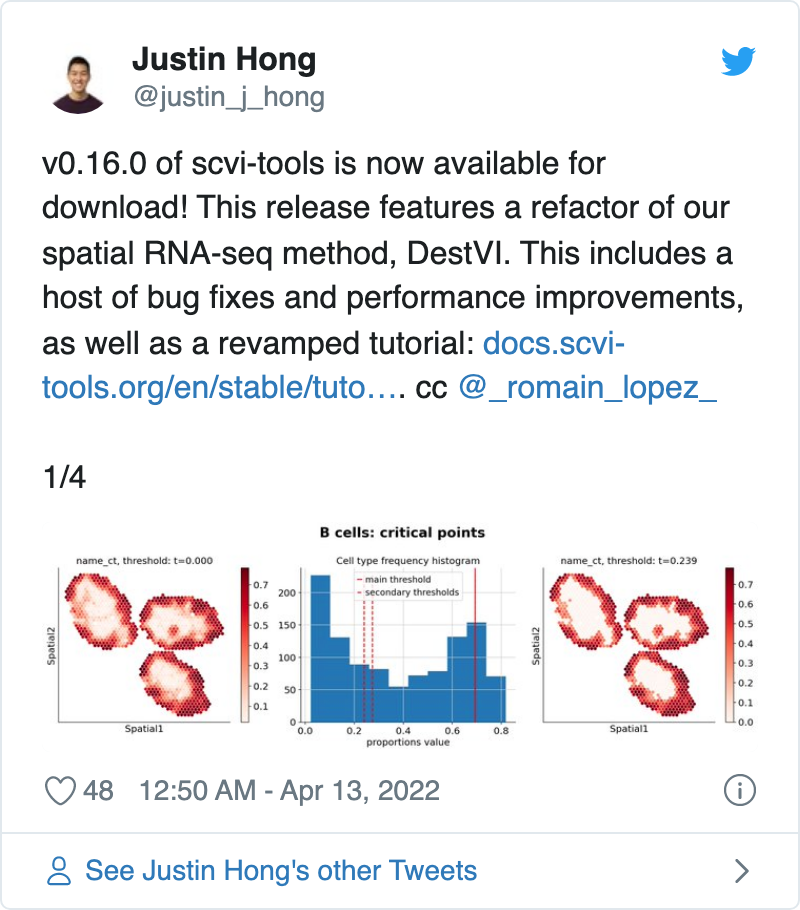 Justin Hong
@justin_j_hong
v0.16.0 of scvi-tools is now available for
download! This release features a refactor of our
spatial RNA-seq method, DestVI. This includes a
host of bug fixes and performance improvements,
as well as a revamped tutorial: docs.scvi-
tools.org/en/stable/tuto…. cc @_romain_lopez_
1/4
B cells: critical points
name_ct, threshold: t=0.000
Spatial2
Spatial1
0.7
0.6
0.5
0.4
0.3
0.2
0.1
Cell type frequency histogram
main threshold
secondary thresholds
200
150
100
50
0
0.0 0.2 0.4 0.6 0.8
proportions value
name_ct, threshold: t=0.239
Spatial2
Spatial1
0.7
0.6
0.5
0.4
0.3
0.2
0.1
0.0
48 12:50 AM - Apr 13, 2022
See Justin Hong's other Tweets